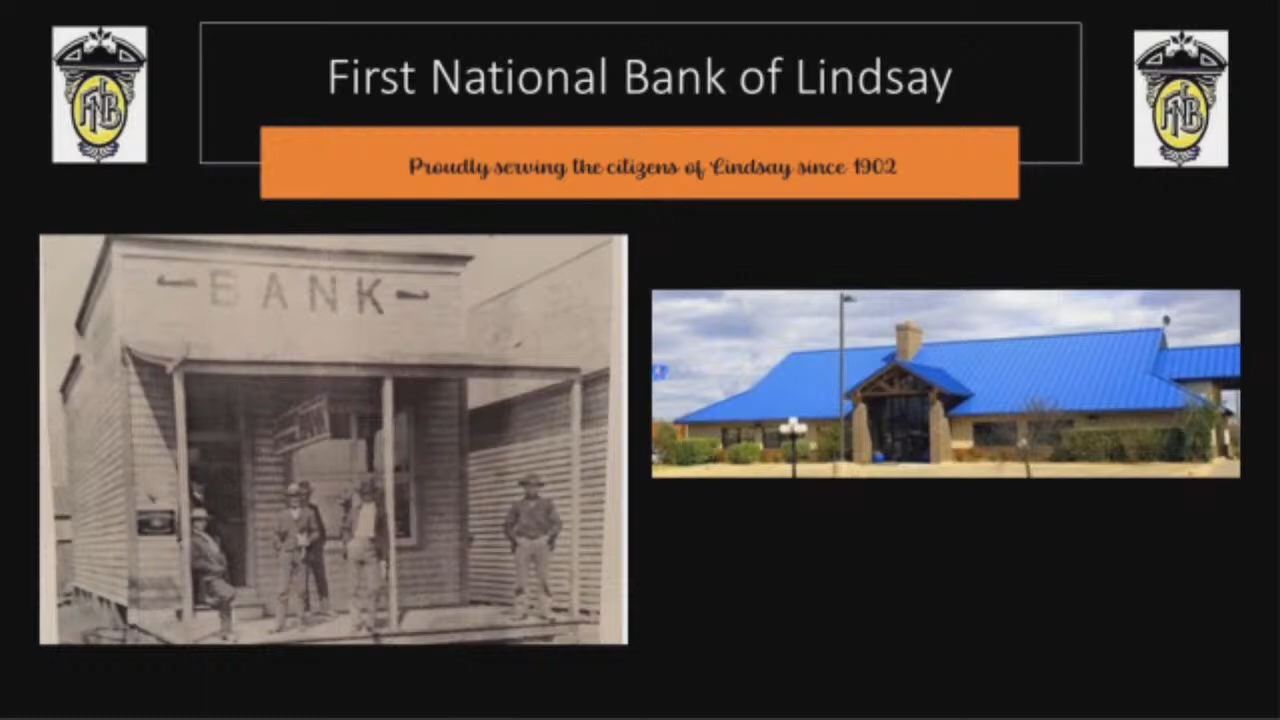 First National Bank of Lindsay
Proudly serving the citizens of Lindsay since 1902
FNB
FNB
BANK